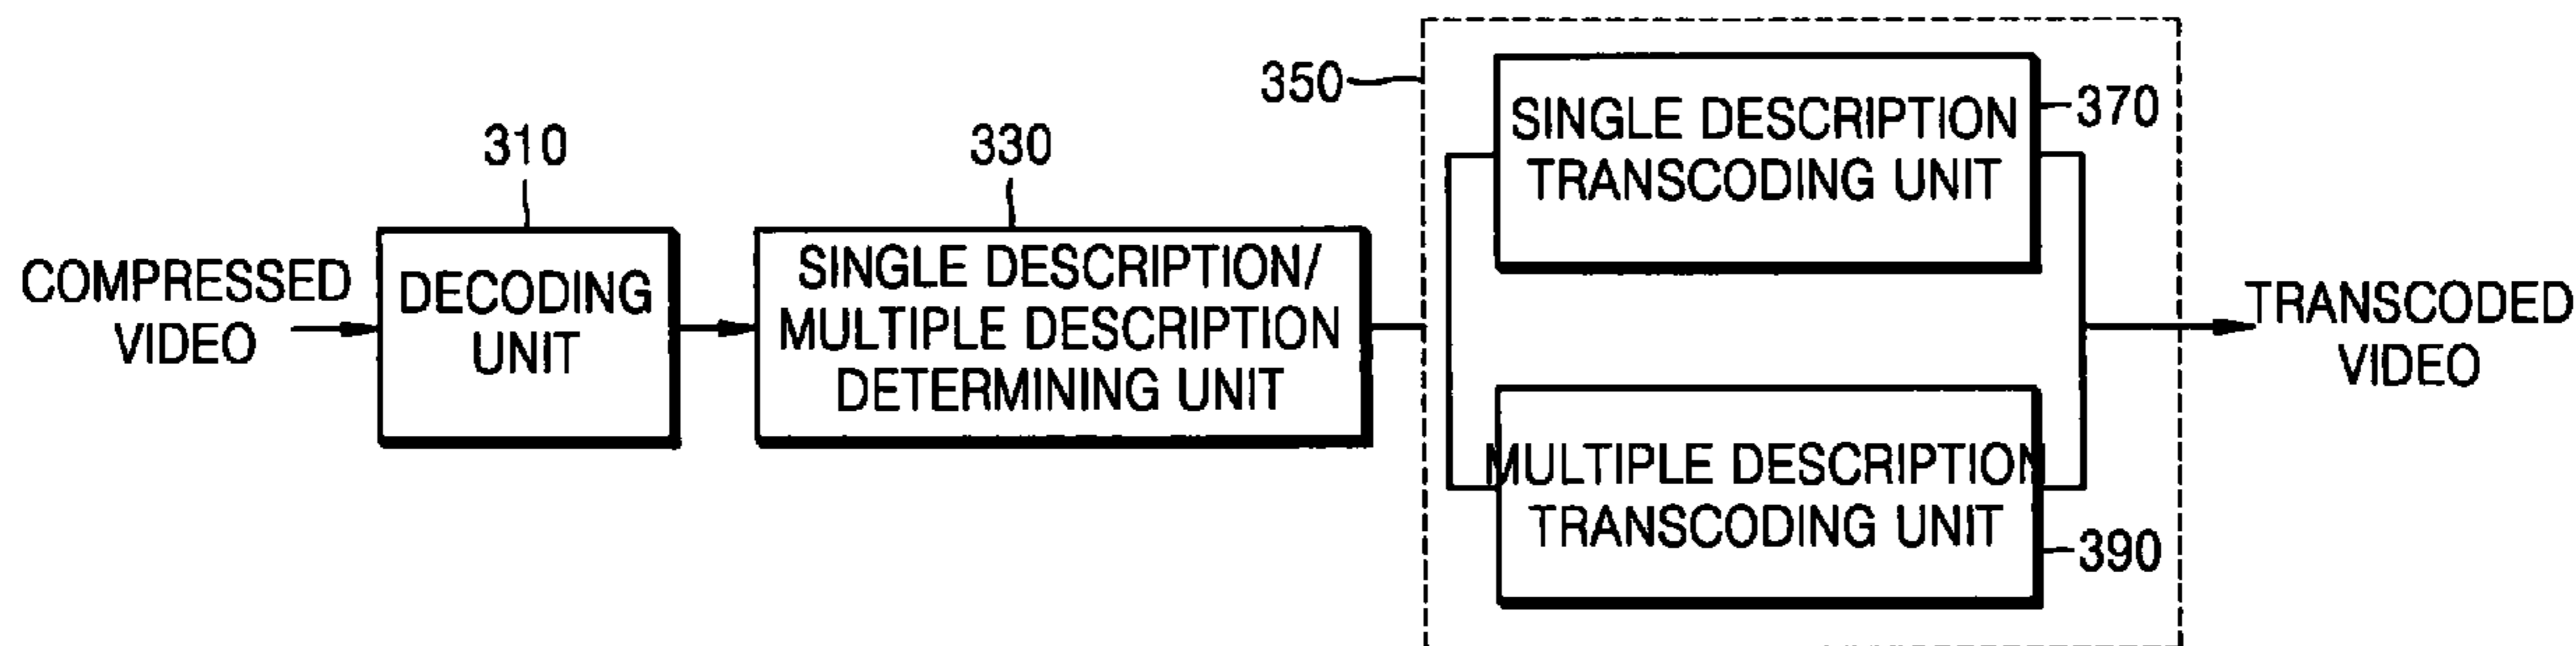 COMPRESSED
VIDEO
310
DECODING
UNIT
330
SINGLE DESCRIPTION/
MULTIPLE DESCRIPTION
DETERMINING UNIT
350
SINGLE DESCRIPTION
TRANSCODING UNIT
370
MULTIPLE DESCRIPTION
TRANSCODING UNIT
390
TRANSCODED
VIDEO